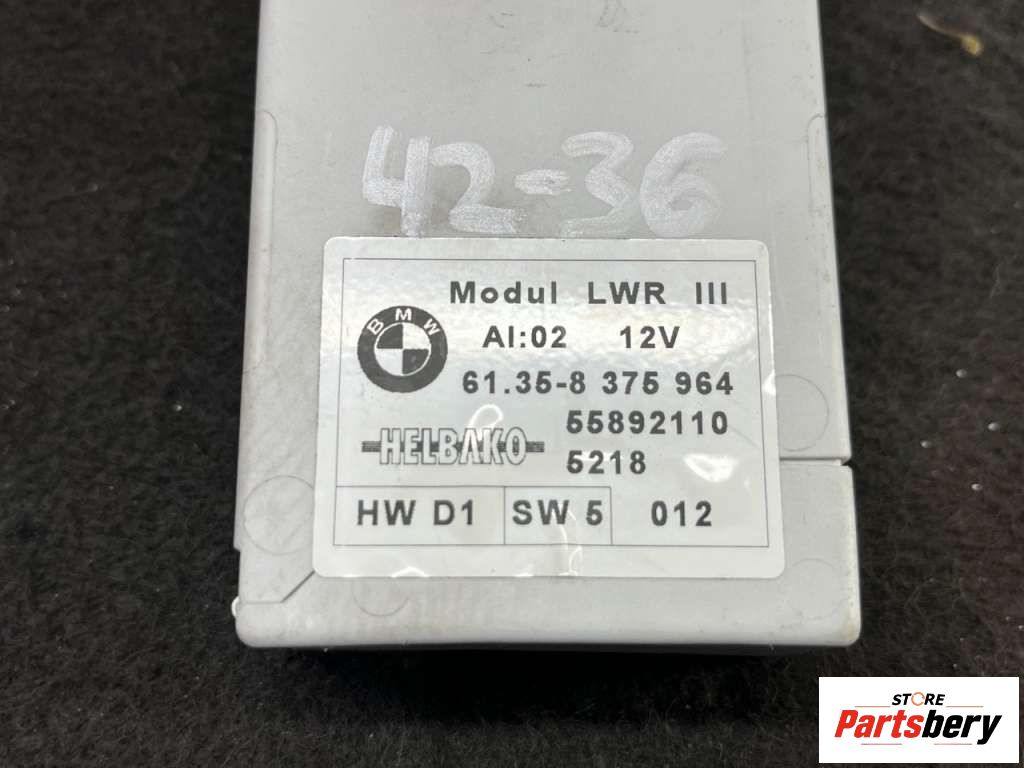 42-36
Modul LWR III
BMW
AI:02 12V
61.35-8 375 964
55892110
HELBAKO
5218
HW D1 SW 5 012
STORE
Partsbery